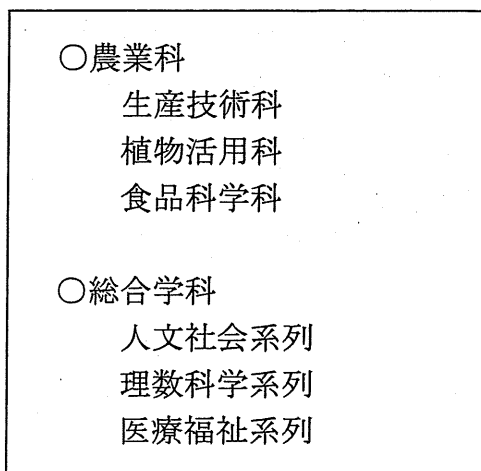 ○農業科
生産技術科
植物活用科
食品科学科
○総合学科
人文社会系列
理数科学系列
医療福祉系列